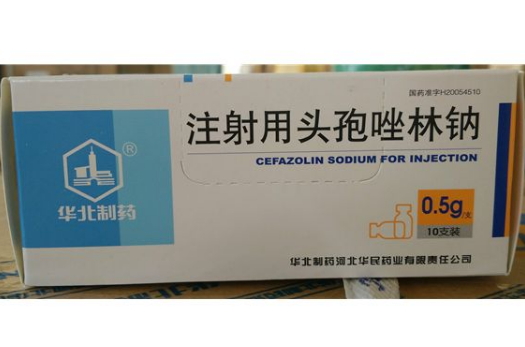 国药准字H20054510
注射用头孢唑林钠
CEFAZOLIN SODIUM FOR INJECTION
®
华北制药
0.5g/支
10支装
华北制药河北华民药业有限责任公司